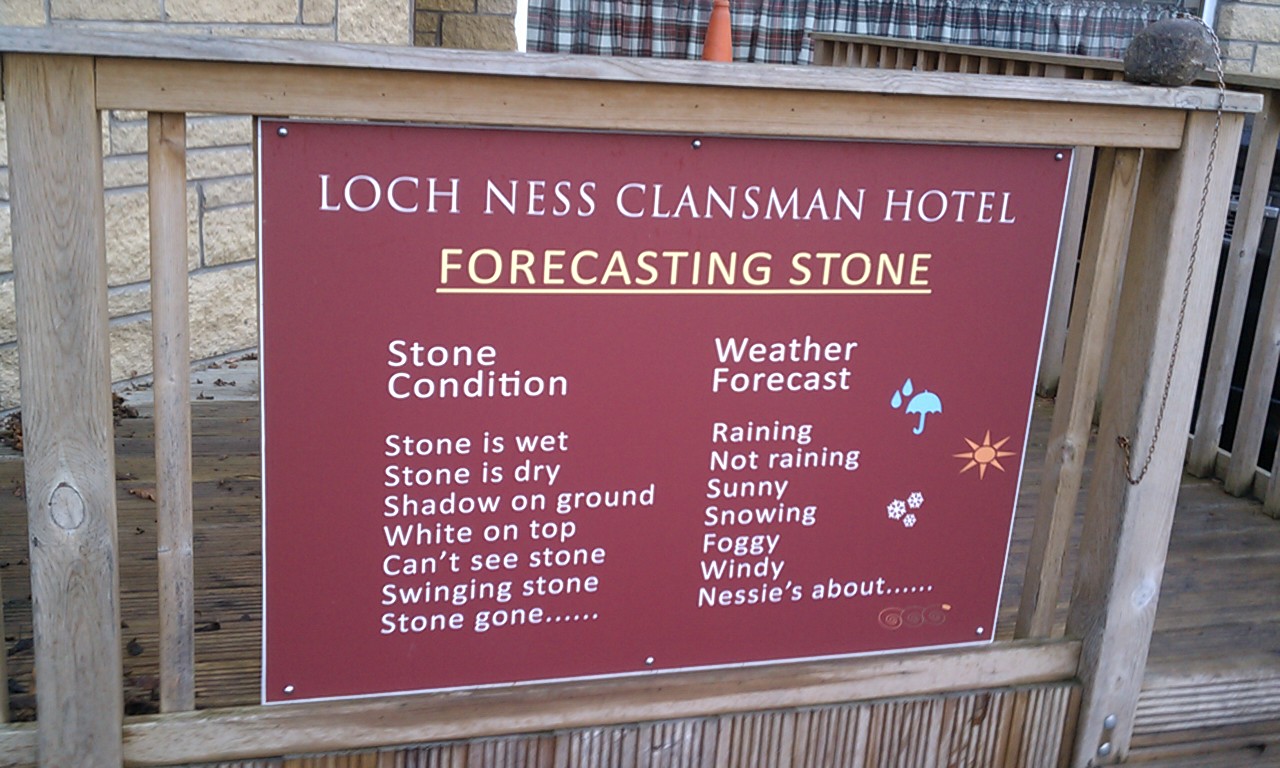 LOCH NESS CLANSMAN HOTEL
FORECASTING STONE
Stone
Condition
Stone is wet
Stone is dry
Shadow on ground
White on top
Can't see stone
Swinging stone
Stone gone......
Weather
Forecast
Raining
Not raining
Sunny
Snowing
Foggy
Windy
Nessie's about......